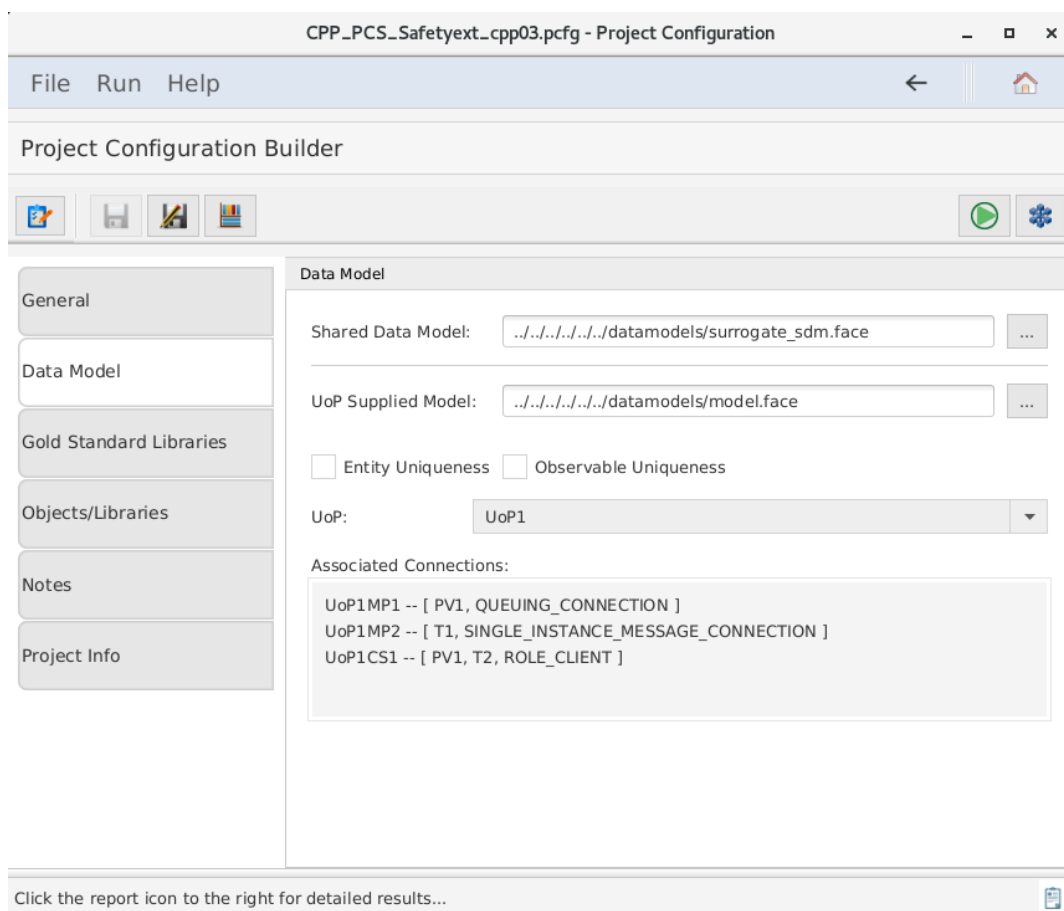 CPP_PCS_Safetyext_cpp03.pcfg - Project Configuration
File Run Help
Project Configuration Builder
General
Data Model
Gold Standard Libraries
Objects/Libraries
Notes
Project Info
Data Model
Shared Data Model: ../../../../../../datamodels/surrogate_sdm.face ...
UoP Supplied Model: ../../../../../../datamodels/model.face ...
Entity Uniqueness Observable Uniqueness
UoP: UoP1
Associated Connections:
UoP1MP1 -- [ PV1, QUEUING_CONNECTION ]
UoP1MP2 -- [ T1, SINGLE_INSTANCE_MESSAGE_CONNECTION ]
UoP1CS1 -- [ PV1, T2, ROLE_CLIENT ]
Click the report icon to the right for detailed results...